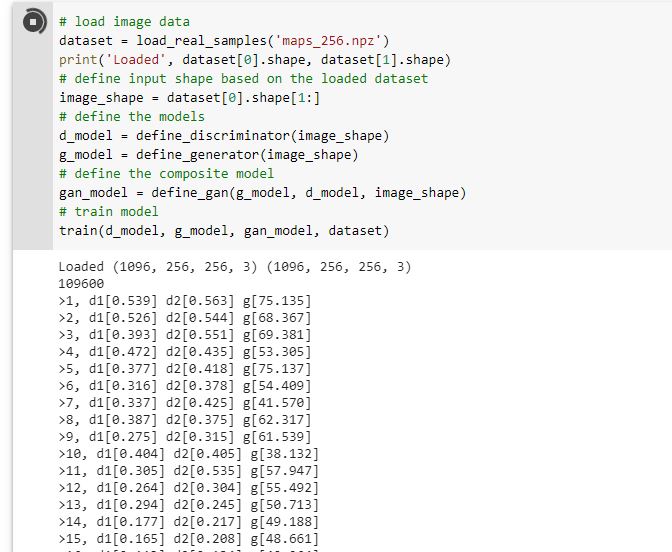 # load image data
dataset = load_real_samples('maps_256.npz')
print('Loaded', dataset[0].shape, dataset[1].shape)
# define input shape based on the loaded dataset
image_shape = dataset[0].shape[1:]
# define the models
d_model = define_discriminator(image_shape)
g_model = define_generator(image_shape)
# define the composite model
gan_model = define_gan(g_model, d_model, image_shape)
# train model
train(d_model, g_model, gan_model, dataset)
Loaded (1096, 256, 256, 3) (1096, 256, 256, 3)
109600
>1, d1[0.539] d2[0.563] g[75.135]
>2, d1[0.526] d2[0.544] g[68.367]
>3, d1[0.393] d2[0.551] g[69.381]
>4, d1[0.472] d2[0.435] g[53.305]
>5, d1[0.377] d2[0.418] g[75.137]
>6, d1[0.316] d2[0.378] g[54.409]
>7, d1[0.337] d2[0.425] g[41.570]
>8, d1[0.387] d2[0.375] g[62.317]
>9, d1[0.275] d2[0.315] g[61.539]
>10, d1[0.404] d2[0.405] g[38.132]
>11, d1[0.305] d2[0.535] g[57.947]
>12, d1[0.264] d2[0.304] g[55.492]
>13, d1[0.294] d2[0.245] g[50.713]
>14, d1[0.177] d2[0.217] g[49.188]
>15, d1[0.165] d2[0.208] g[48.661]